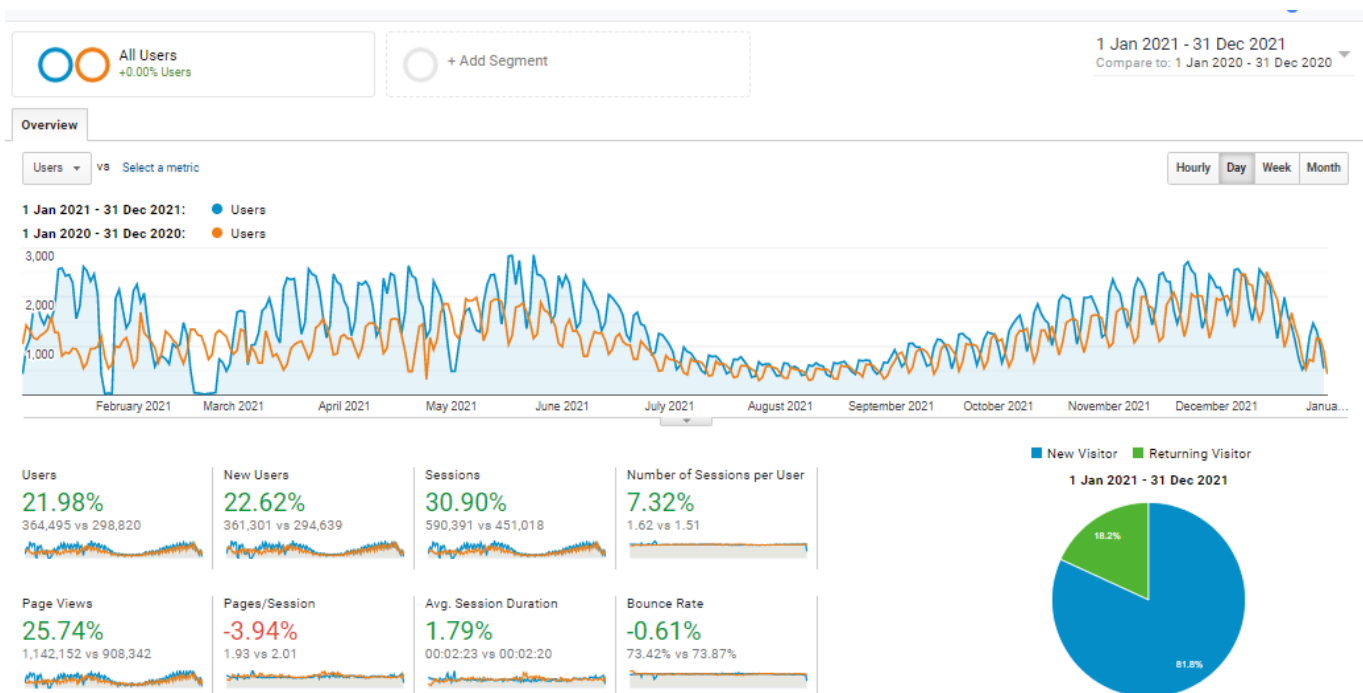 All Users
+0.00% Users
+ Add Segment
1 Jan 2021 - 31 Dec 2021
Compare to: 1 Jan 2020 - 31 Dec 2020
Overview
Users vs Select a metric
Hourly Day Week Month
1 Jan 2021 - 31 Dec 2021: Users
1 Jan 2020 - 31 Dec 2020: Users
3,000
2,000
1,000
February 2021 March 2021 April 2021 May 2021 June 2021 July 2021 August 2021 September 2021 October 2021 November 2021 December 2021 Janua...
Users
21.98%
364,495 vs 298,820
New Users
22.62%
361,301 vs 294,639
Sessions
30.90%
590,391 vs 451,018
Number of Sessions per User
7.32%
1.62 vs 1.51
Page Views
25.74%
1,142,152 vs 908,342
Pages/Session
-3.94%
1.93 vs 2.01
Avg. Session Duration
1.79%
00:02:23 vs 00:02:20
Bounce Rate
-0.61%
73.42% vs 73.87%
New Visitor Returning Visitor
1 Jan 2021 - 31 Dec 2021
18.2%
81.8%